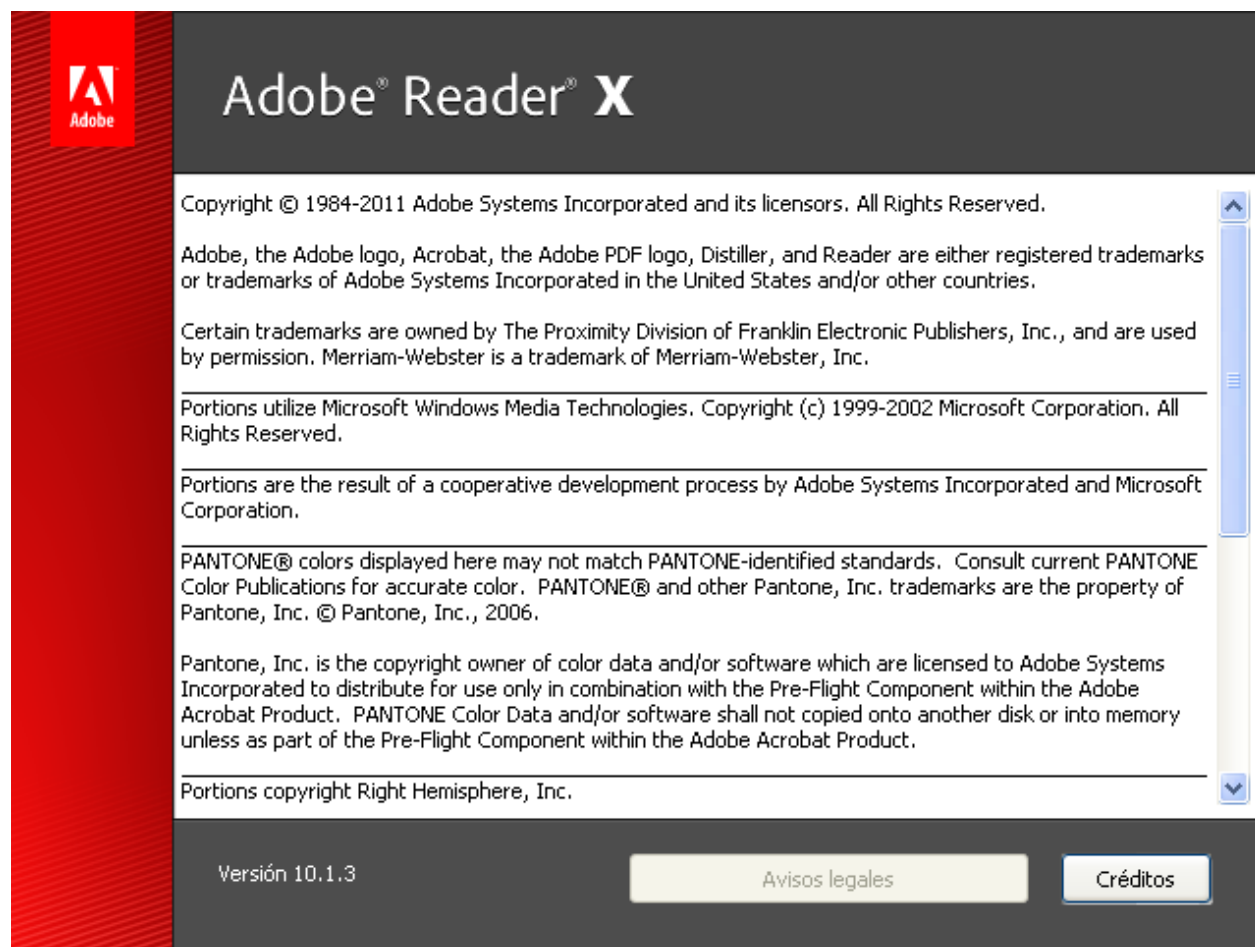 Adobe
Adobe® Reader® X
Copyright © 1984-2011 Adobe Systems Incorporated and its licensors. All Rights Reserved.
Adobe, the Adobe logo, Acrobat, the Adobe PDF logo, Distiller, and Reader are either registered trademarks
or trademarks of Adobe Systems Incorporated in the United States and/or other countries.
Certain trademarks are owned by The Proximity Division of Franklin Electronic Publishers, Inc., and are used
by permission. Merriam-Webster is a trademark of Merriam-Webster, Inc.
Portions utilize Microsoft Windows Media Technologies. Copyright (c) 1999-2002 Microsoft Corporation. All
Rights Reserved.
Portions are the result of a cooperative development process by Adobe Systems Incorporated and Microsoft
Corporation.
PANTONE® colors displayed here may not match PANTONE-identified standards.  Consult current PANTONE
Color Publications for accurate color.  PANTONE® and other Pantone, Inc. trademarks are the property of
Pantone, Inc. © Pantone, Inc., 2006.
Pantone, Inc. is the copyright owner of color data and/or software which are licensed to Adobe Systems
Incorporated to distribute for use only in combination with the Pre-Flight Component within the Adobe
Acrobat Product.  PANTONE Color Data and/or software shall not copied onto another disk or into memory
unless as part of the Pre-Flight Component within the Adobe Acrobat Product.
Portions copyright Right Hemisphere, Inc.
Versión 10.1.3
Avisos legales
Créditos